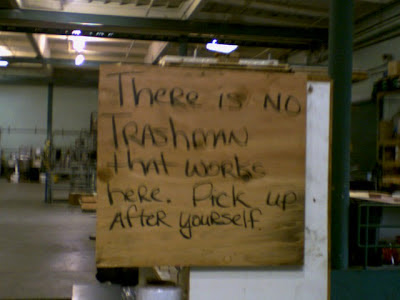 There is no
Trashman
that works
here. Pick up
After yourself.